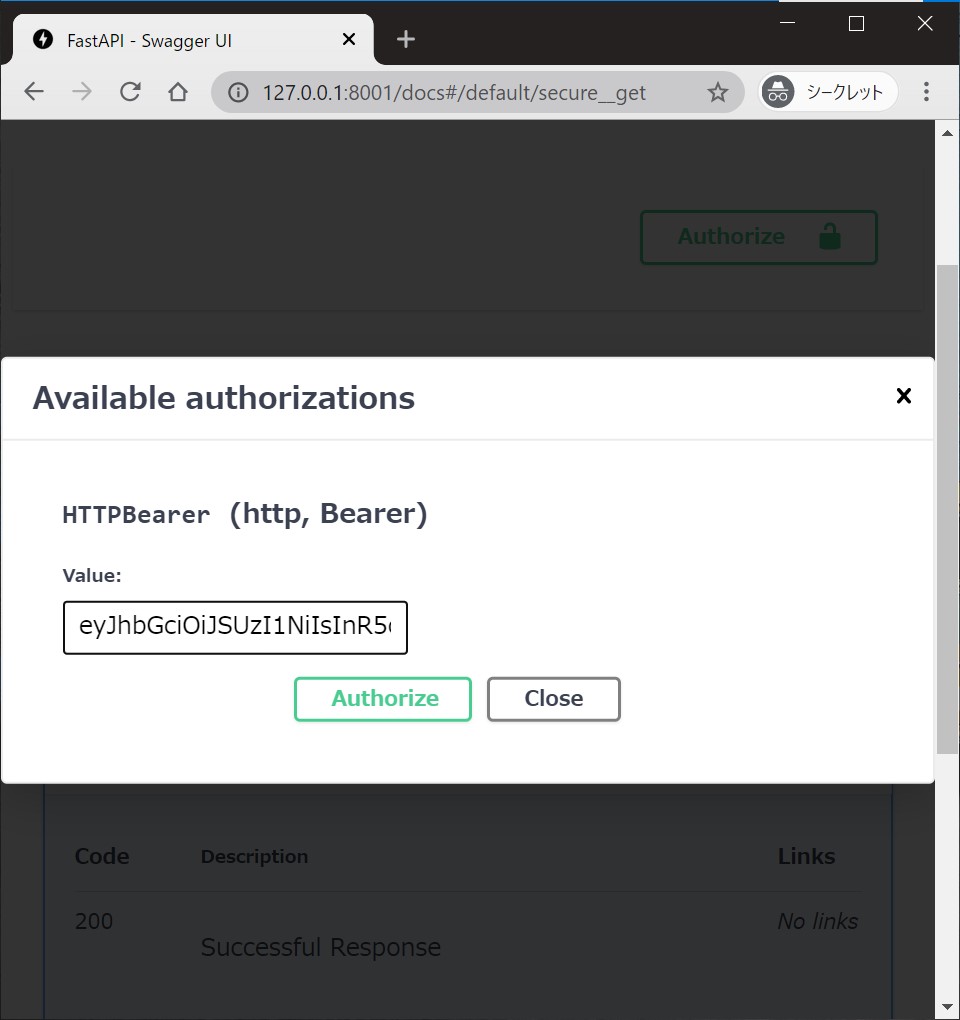 FastAPI - Swagger UI
127.0.0.1:8001/docs#/default/secure__get
シークレット
Authorize
Available authorizations
HTTPBearer (http, Bearer)
Value:
eyJhbGciOiJSUzI1NiIsInR5
Authorize Close
Code Description Links
200 No links
Successful Response